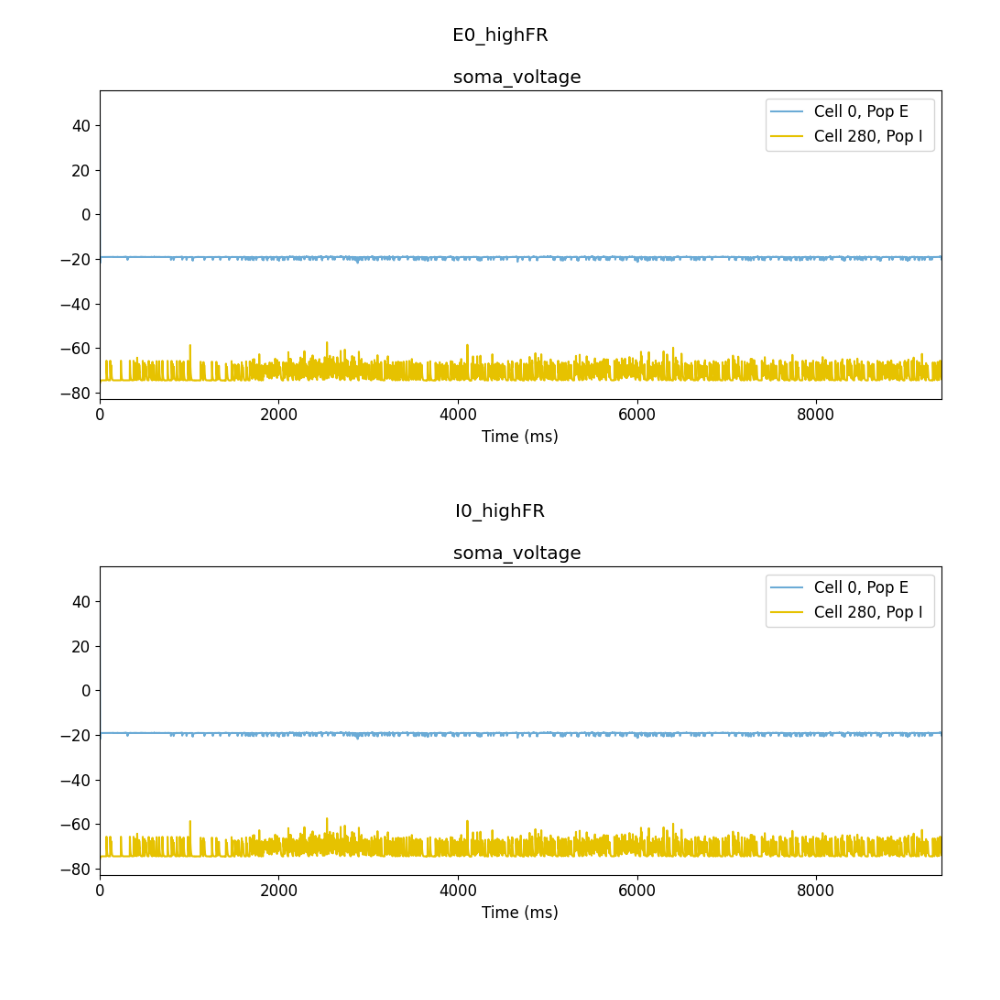 E0_highFR
soma_voltage
Cell 0, Pop E
Cell 280, Pop I
40
20
0
−20
−40
−60
−80
0 2000 4000 6000 8000
Time (ms)
I0_highFR
soma_voltage
Cell 0, Pop E
Cell 280, Pop I
40
20
0
−20
−40
−60
−80
0 2000 4000 6000 8000
Time (ms)